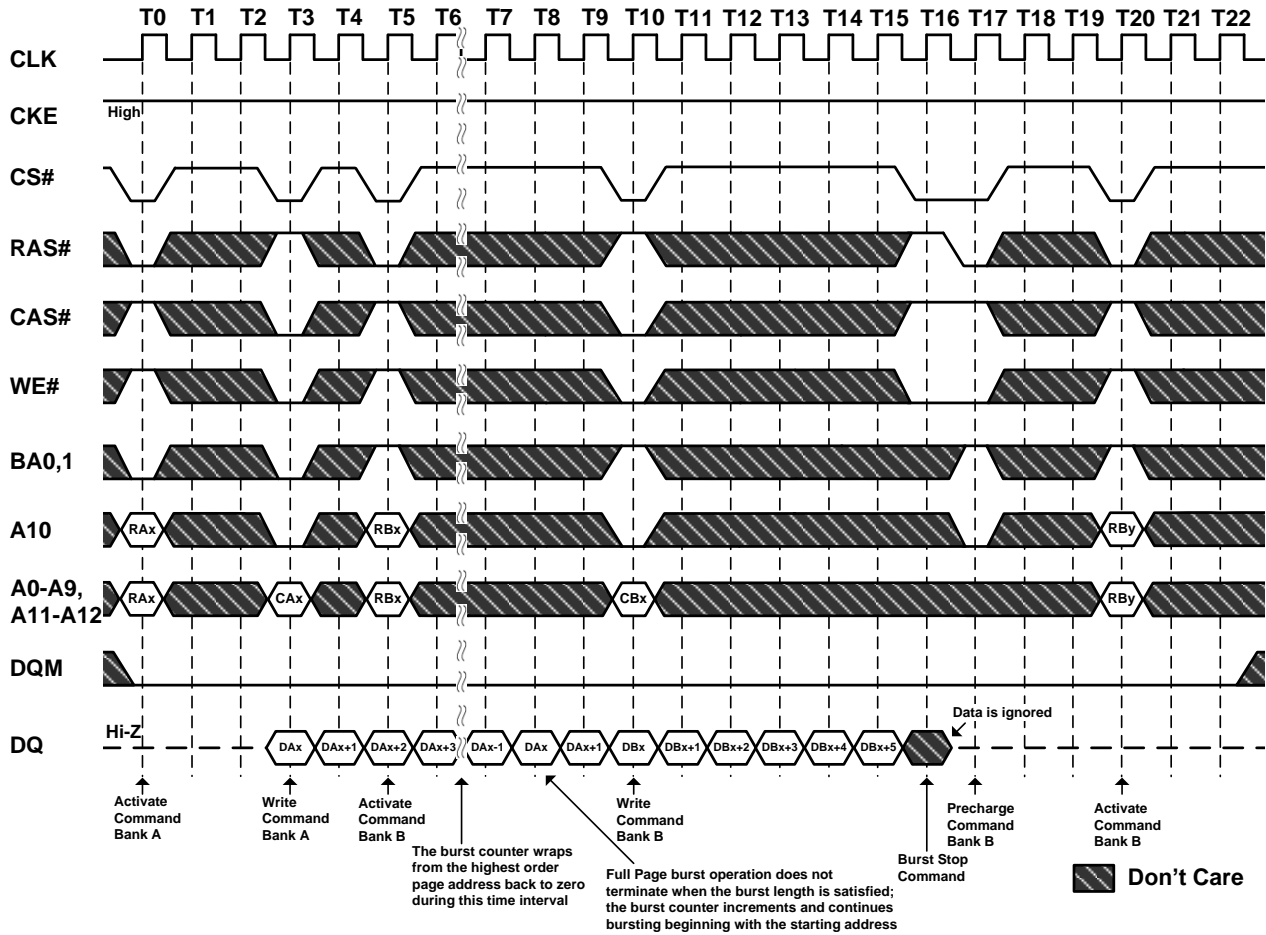 T0 T1 T2 T3 T4 T5 T6 T7 T8 T9 T10 T11 T12 T13 T14 T15 T16 T17 T18 T19 T20 T21 T22
CLK
CKE
High
CS#
RAS#
CAS#
WE#
BA0,1
A10
RAx RBx RBy
A0-A9,
A11-A12
RAx CAx RBx CBx RBy
DQM
DQ
Hi-Z
DAx DAx+1 DAx+2 DAx+3 DAx-1 DAx DAx+1 DBx DBx+1 DBx+2 DBx+3 DBx+4 DBx+5
Data is ignored
Activate
Command
Bank A
Write
Command
Bank A
Activate
Command
Bank B
The burst counter wraps
from the highest order
page address back to zero
during this time interval
Full Page burst operation does not
terminate when the burst length is satisfied;
the burst counter increments and continues
bursting beginning with the starting address
Write
Command
Bank B
Burst Stop
Command
Precharge
Command
Bank B
Activate
Command
Bank B
Don't Care